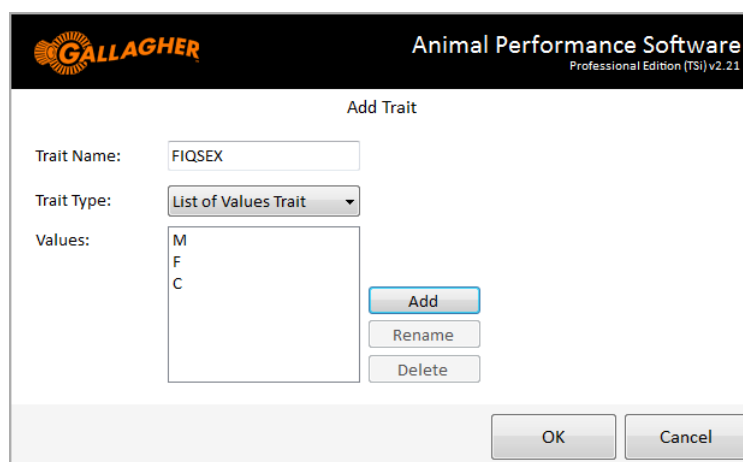 GALLAGHER
Animal Performance Software
Professional Edition (TSi) v2.21
Add Trait
Trait Name: FIQSEX
Trait Type: List of Values Trait
Values: M
F
C
Add
Rename
Delete
OK Cancel